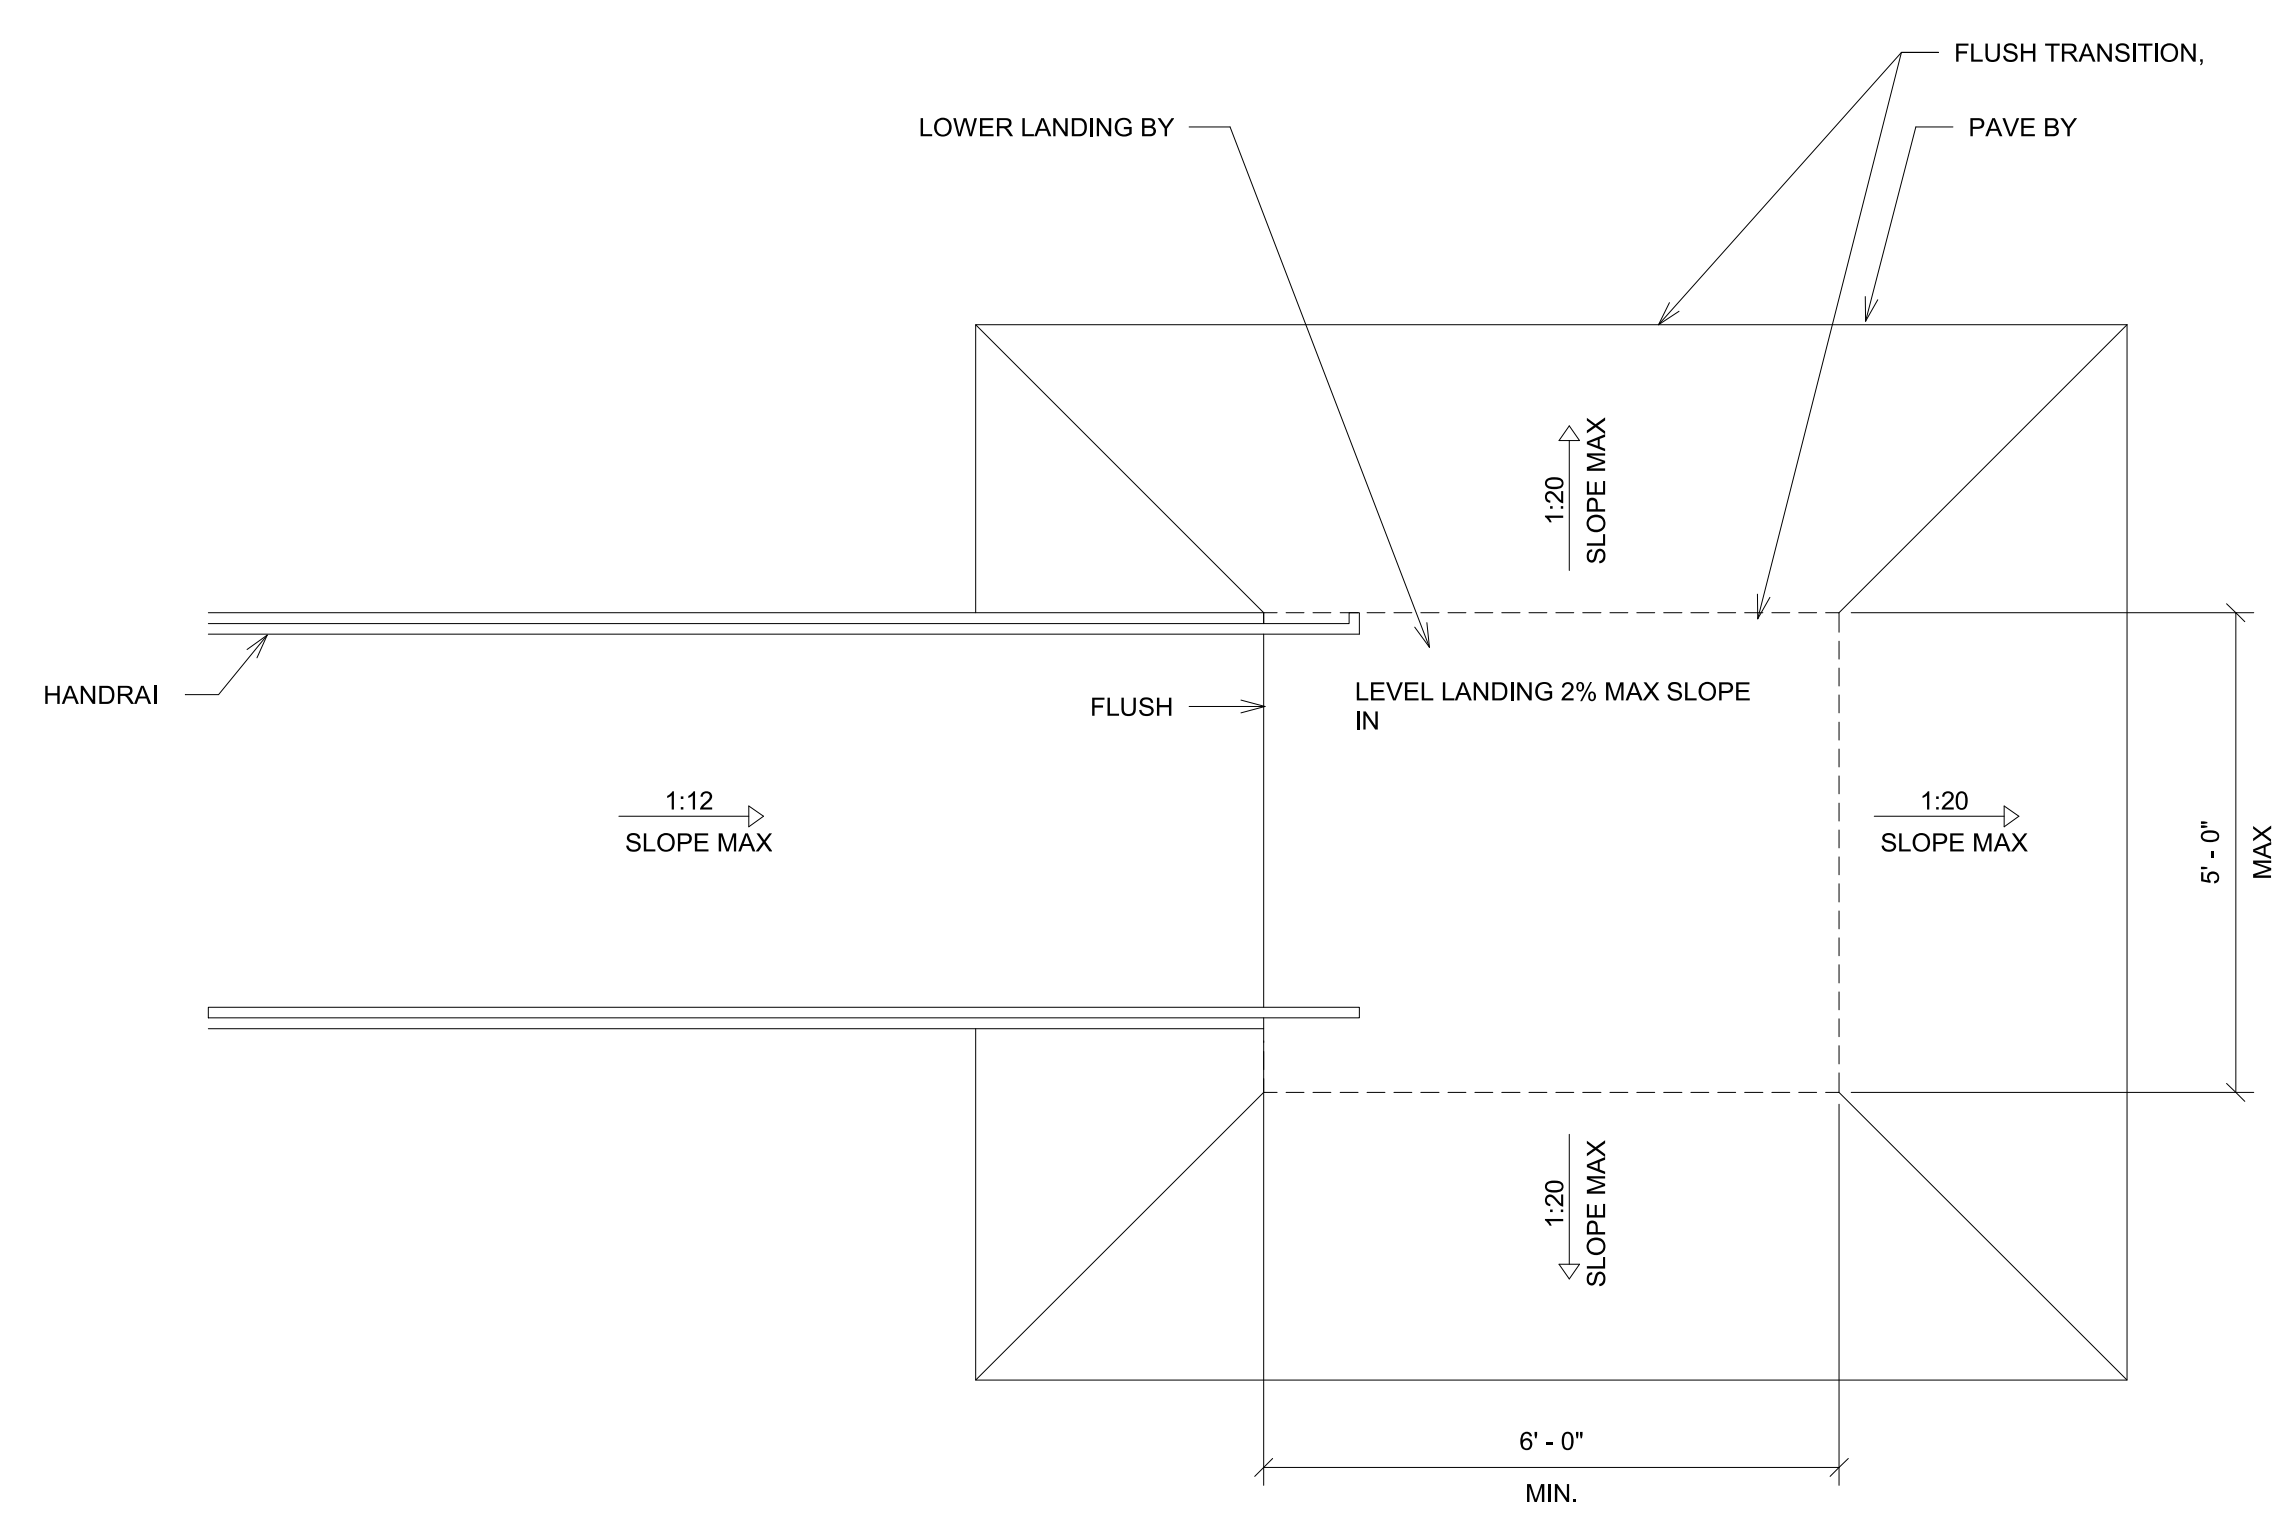 FLUSH TRANSITION,
LOWER LANDING BY
PAVE BY
1:20
SLOPE MAX
HANDRAI
FLUSH
LEVEL LANDING 2% MAX SLOPE
IN
1:12
SLOPE MAX
1:20
SLOPE MAX
5' - 0"
MAX
1:20
SLOPE MAX
6' - 0"
MIN.